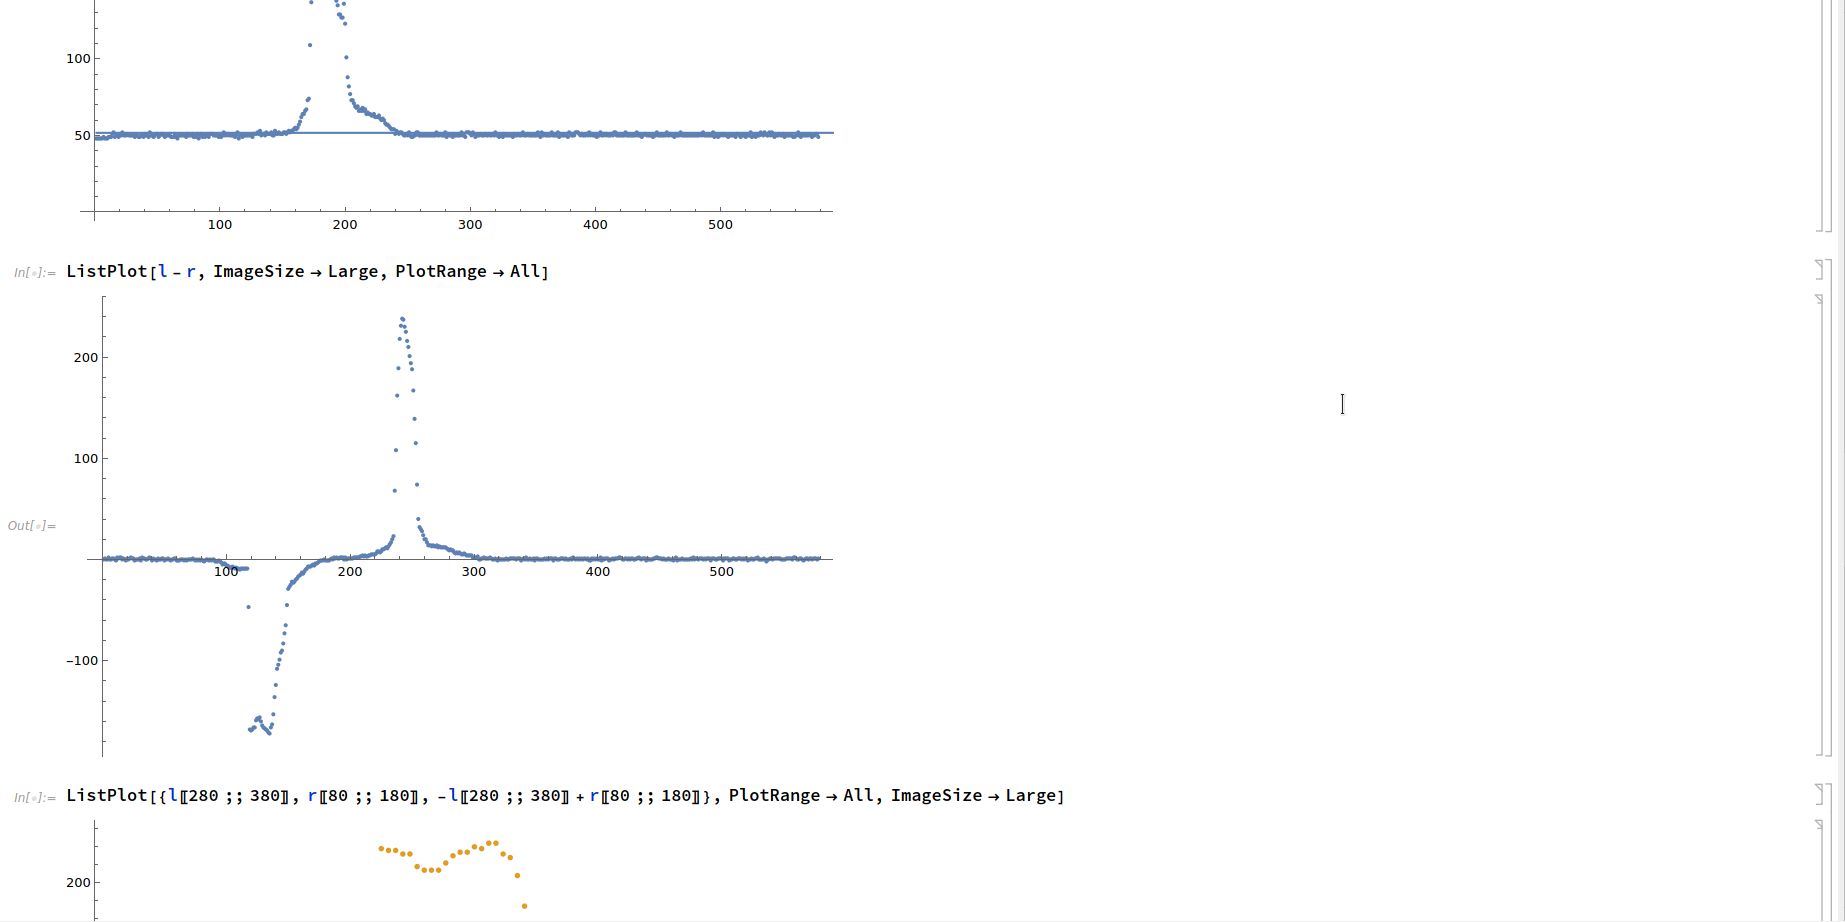 100
50
100 200 300 400 500
In[◦]:= ListPlot[l – r, ImageSize → Large, PlotRange → All]
200
100
Out[◦]=
100 200 300 400 500
–100
In[◦]:= ListPlot[{l〚280 ;; 380〛, r〚80 ;; 180〛, –l〚280 ;; 380〛 + r〚80 ;; 180〛}, PlotRange → All, ImageSize → Large]
200